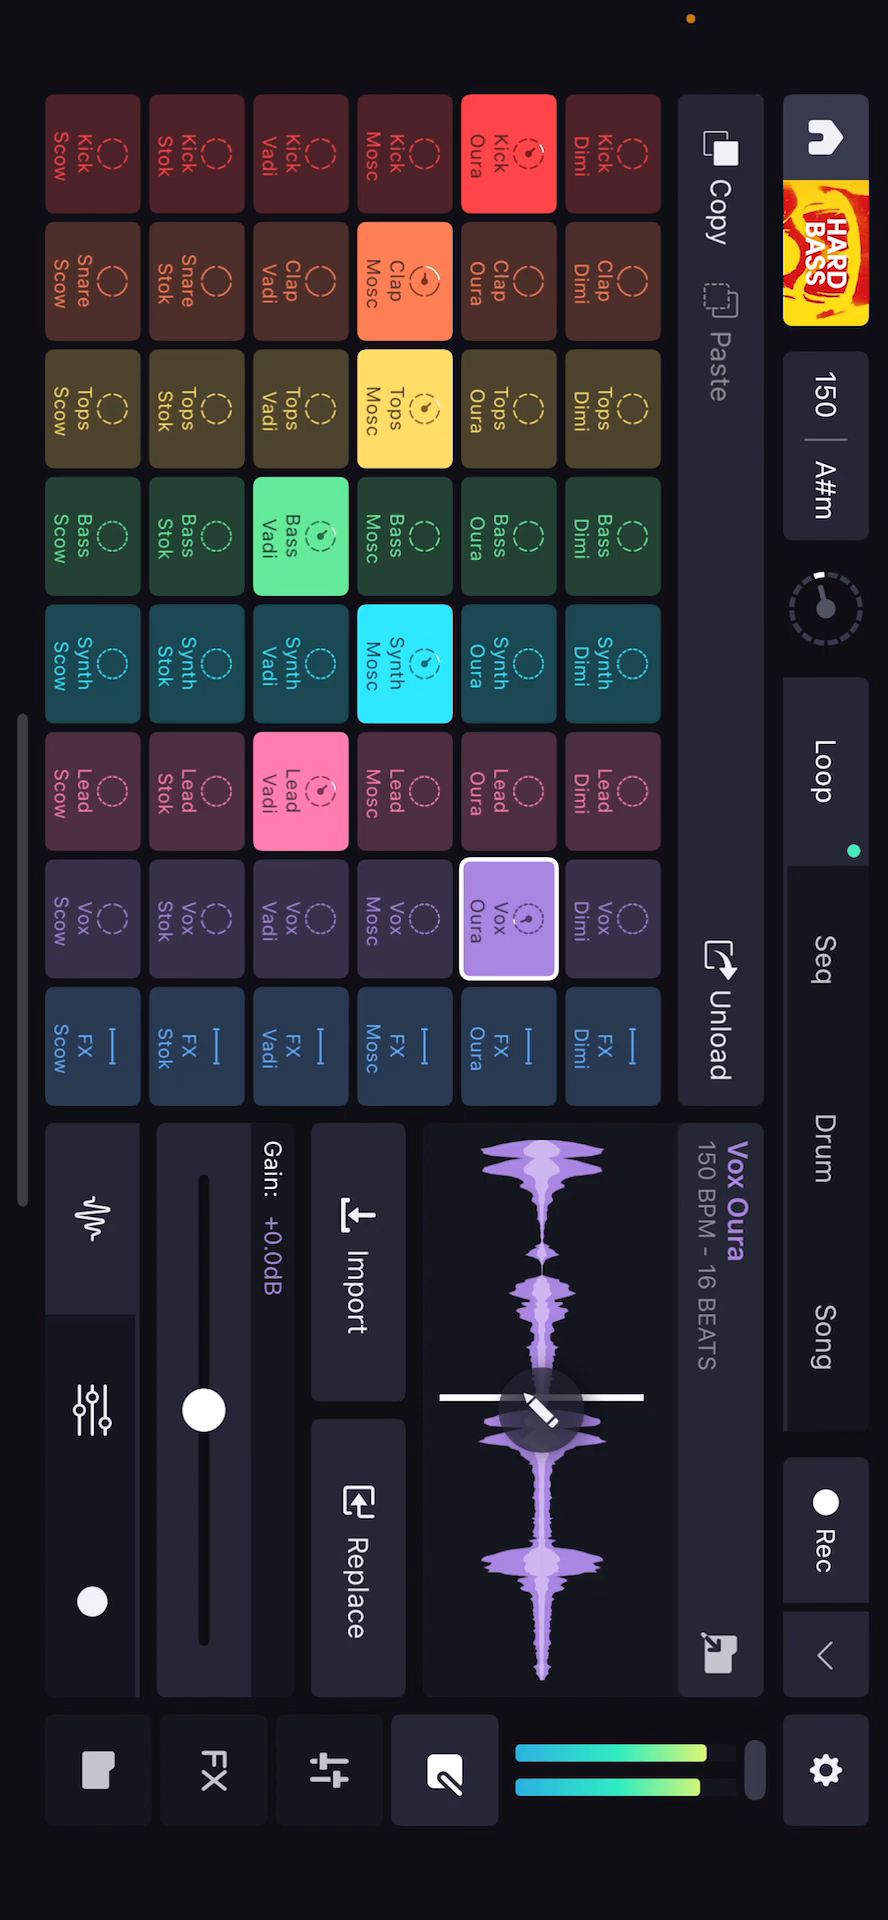 HARD
BASS
150
A#m
Loop
Seq
Drum
Song
Rec
Copy
Paste
Unload
Kick
Dimi
Clap
Dimi
Tops
Dimi
Bass
Dimi
Synth
Dimi
Lead
Dimi
Vox
Dimi
FX
Dimi
Kick
Oura
Clap
Oura
Tops
Oura
Bass
Oura
Synth
Oura
Lead
Oura
Vox
Oura
FX
Oura
Kick
Mosc
Clap
Mosc
Tops
Mosc
Bass
Mosc
Synth
Mosc
Lead
Mosc
Vox
Mosc
FX
Mosc
Kick
Vadi
Clap
Vadi
Tops
Vadi
Bass
Vadi
Synth
Vadi
Lead
Vadi
Vox
Vadi
FX
Vadi
Kick
Stok
Snare
Stok
Tops
Stok
Bass
Stok
Synth
Stok
Lead
Stok
Vox
Stok
FX
Stok
Kick
Scow
Snare
Scow
Tops
Scow
Bass
Scow
Synth
Scow
Lead
Scow
Vox
Scow
FX
Scow
Vox Oura
150 BPM - 16 BEATS
Import
Replace
Gain: +0.0dB
FX